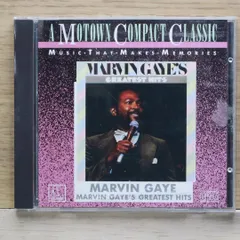 A MOTOWN COMPACT CLASSIC
MUSIC·THAT·MAKES·MEMORIES
MARVIN GAYE'S
GREATEST HITS
MARVIN GAYE
MARVIN GAYE'S GREATEST HITS